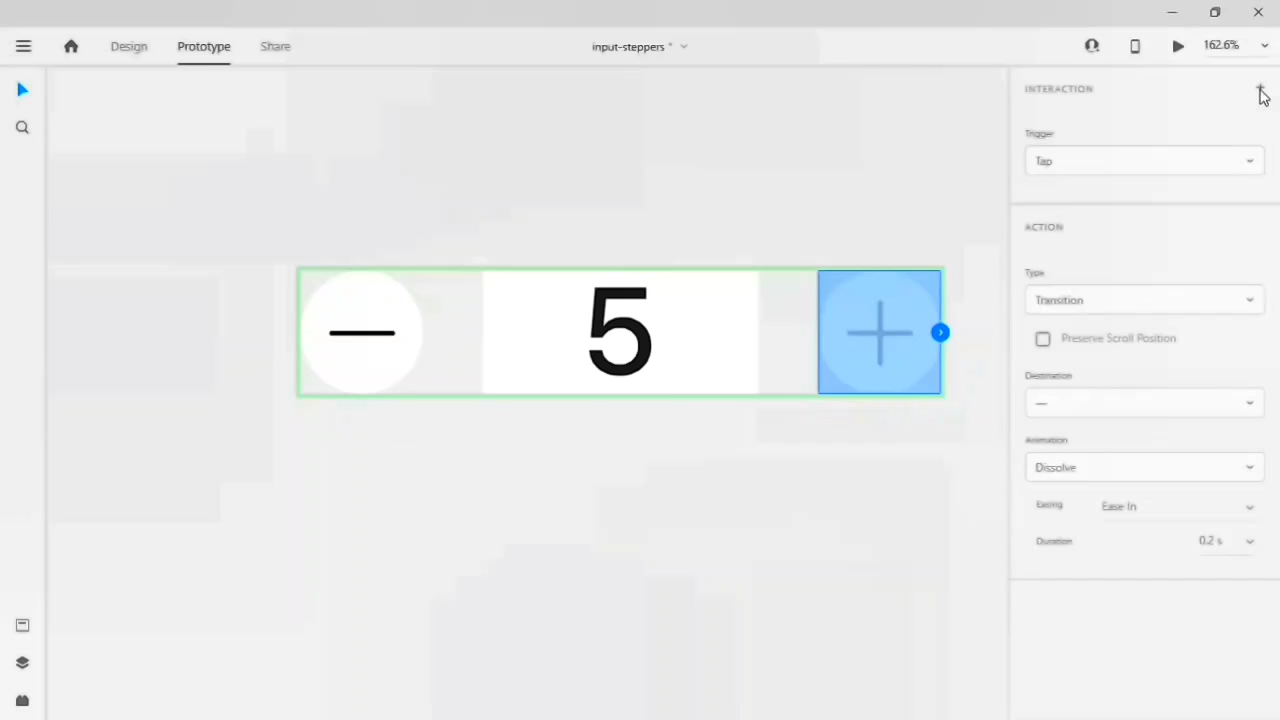 Design
Prototype
Share
input-steppers *
162.6%
INTERACTION
Trigger
Tap
ACTION
Type
Transition
Preserve Scroll Position
Destination
—
Animation
Dissolve
Easing
Ease In
Duration
0.2 s
5